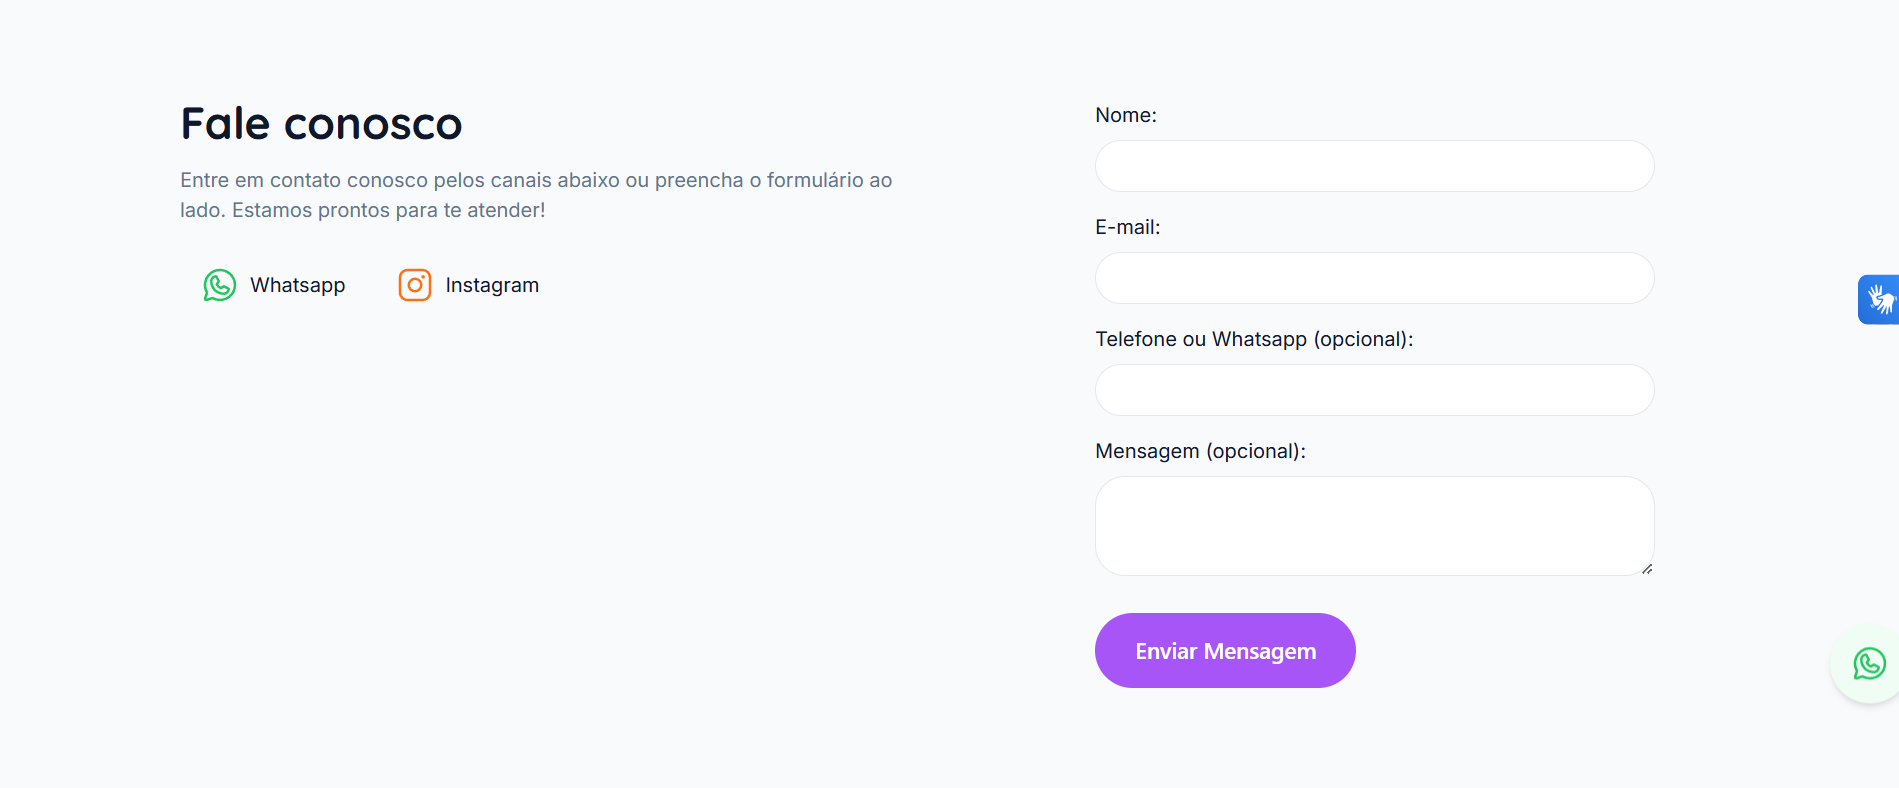 Fale conosco
Entre em contato conosco pelos canais abaixo ou preencha o formulário ao
lado. Estamos prontos para te atender!
Whatsapp
Instagram
Nome:
E-mail:
Telefone ou Whatsapp (opcional):
Mensagem (opcional):
Enviar Mensagem